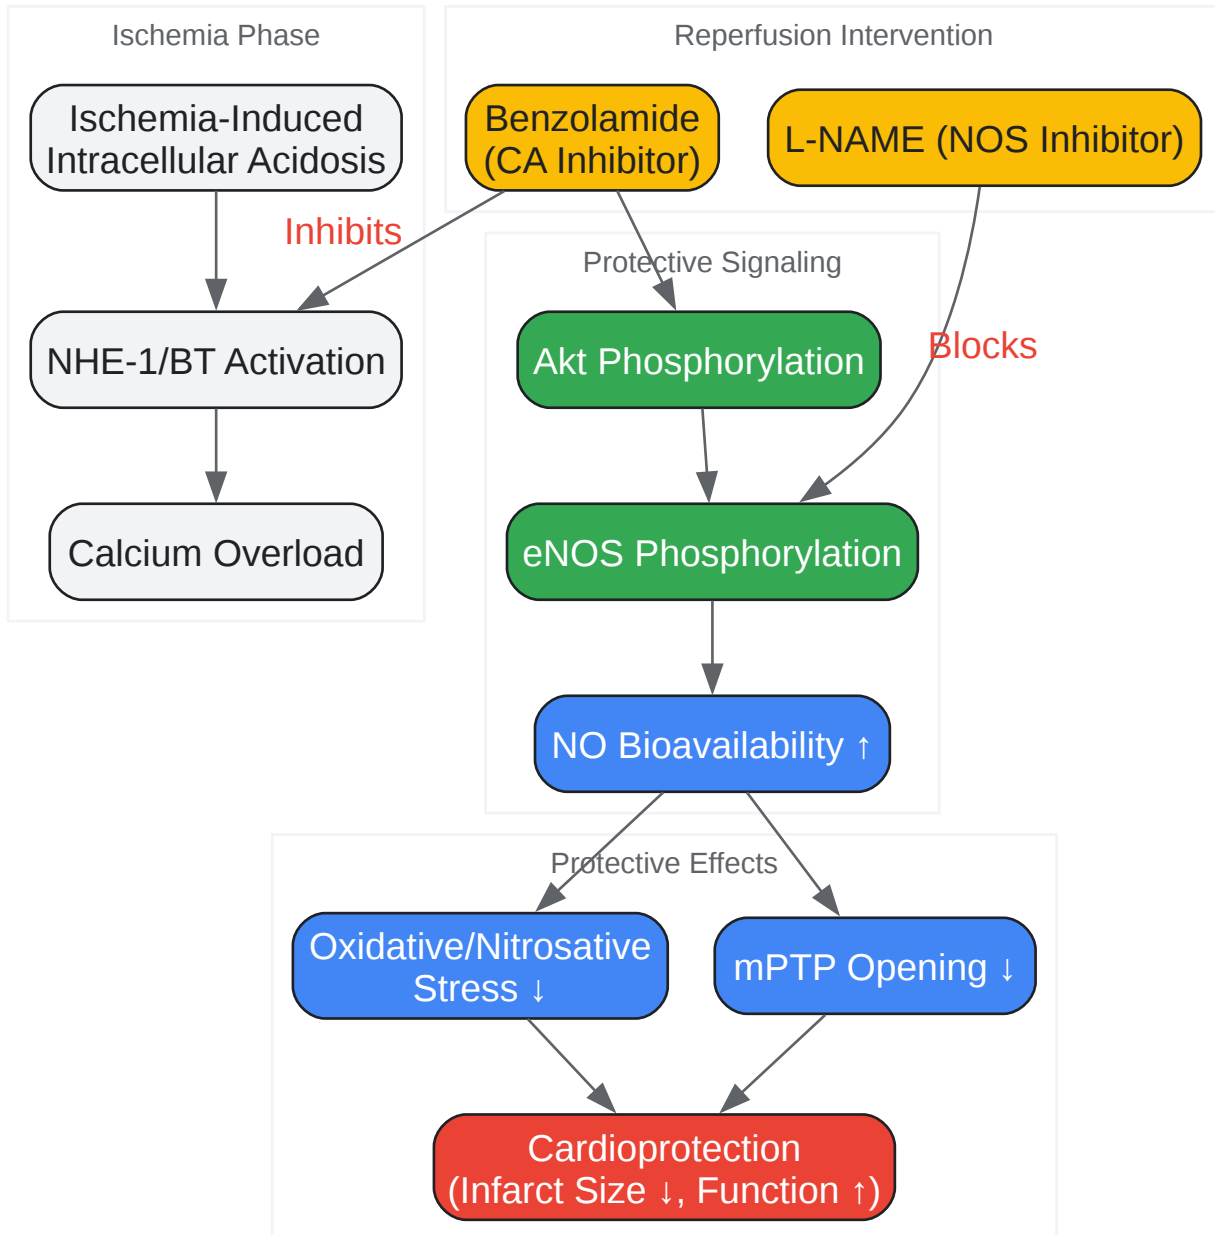 Ischemia Phase
Reperfusion Intervention
Ischemia-Induced
Intracellular Acidosis
Benzolamide
(CA Inhibitor)
L-NAME (NOS Inhibitor)
Inhibits
Protective Signaling
NHE-1/BT Activation
Akt Phosphorylation
Blocks
Calcium Overload
eNOS Phosphorylation
NO Bioavailability ↑
Protective Effects
Oxidative/Nitrosative
Stress ↓
mPTP Opening ↓
Cardioprotection
(Infarct Size ↓, Function ↑)